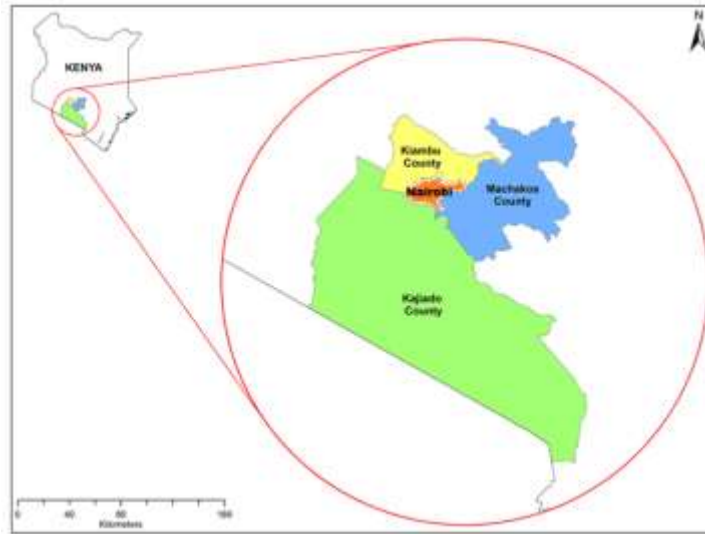 N
KENYA
Kiambu
County
Nairobi
Machakos
County
Kajiado
County
0 40 80 160
Kilometers